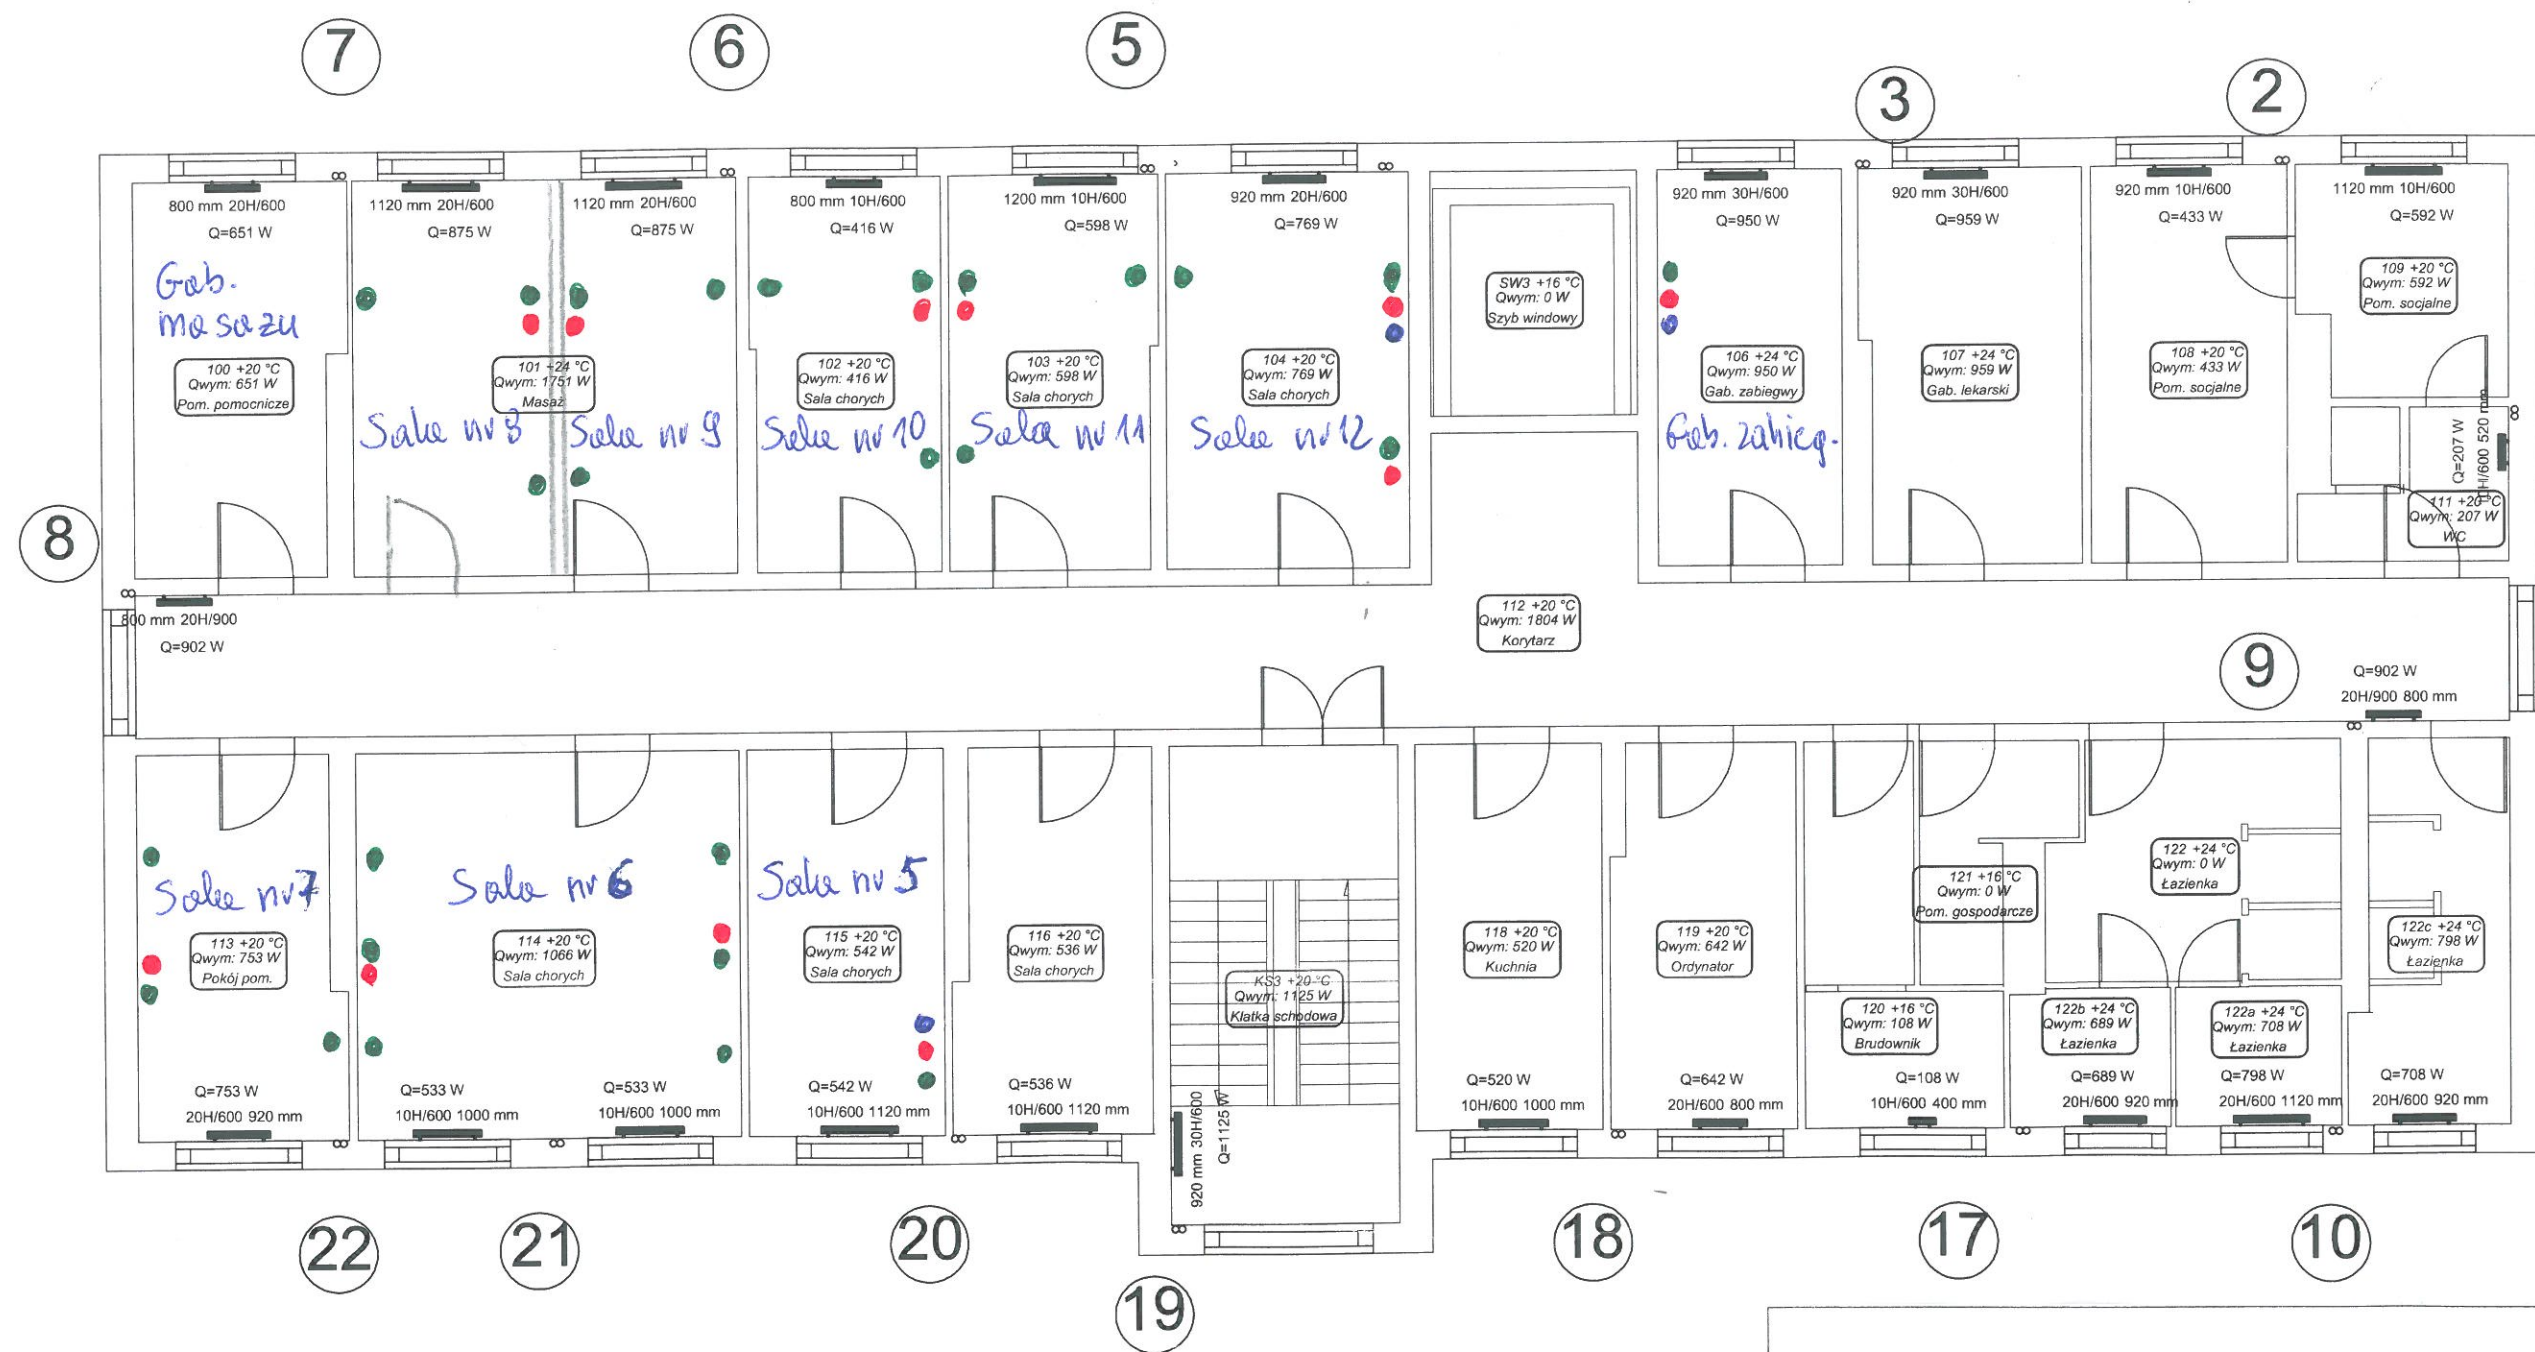 7
6
5
3
2
800 mm 20H/600
Q=651 W
Gab.
masazu
100 +20 °C
Qwym: 651 W
Pom. pomocnicze
1120 mm 20H/600
Q=875 W
1120 mm 20H/600
Q=875 W
101 +24 °C
Qwym: 1751 W
Masaż
Sala nr 8
Sala nr 9
800 mm 10H/600
Q=416 W
102 +20 °C
Qwym: 416 W
Sala chorych
Sala nr 10
1200 mm 10H/600
Q=598 W
103 +20 °C
Qwym: 598 W
Sala chorych
Sala nr 11
920 mm 20H/600
Q=769 W
104 +20 °C
Qwym: 769 W
Sala chorych
Sala nr 12
SW3 +16 °C
Qwym: 0 W
Szyb windowy
920 mm 30H/600
Q=950 W
106 +24 °C
Qwym: 950 W
Gab. zabiegwy
Gab. zabieg.
920 mm 30H/600
Q=959 W
107 +24 °C
Qwym: 959 W
Gab. lekarski
920 mm 10H/600
Q=433 W
108 +20 °C
Qwym: 433 W
Pom. socjalne
1120 mm 10H/600
Q=592 W
109 +20 °C
Qwym: 592 W
Pom. socjalne
Q=207 W
10H/600 520 mm
111 +20 °C
Qwym: 207 W
WC
8
800 mm 20H/900
Q=902 W
112 +20 °C
Qwym: 1804 W
Korytarz
9
Q=902 W
20H/900 800 mm
Sala nr 7
113 +20 °C
Qwym: 753 W
Pokój pom.
Q=753 W
20H/600 920 mm
Sala nr 6
114 +20 °C
Qwym: 1066 W
Sala chorych
Q=533 W
10H/600 1000 mm
Q=533 W
10H/600 1000 mm
Sala nr 5
115 +20 °C
Qwym: 542 W
Sala chorych
Q=542 W
10H/600 1120 mm
116 +20 °C
Qwym: 536 W
Sala chorych
Q=536 W
10H/600 1120 mm
KS3 +20 °C
Qwym: 1125 W
Klatka schodowa
920 mm 30H/600
Q=1125 W
118 +20 °C
Qwym: 520 W
Kuchnia
Q=520 W
10H/600 1000 mm
119 +20 °C
Qwym: 642 W
Ordynator
Q=642 W
20H/600 800 mm
121 +16 °C
Qwym: 0 W
Pom. gospodarcze
122 +24 °C
Qwym: 0 W
Łazienka
122c +24 °C
Qwym: 798 W
Łazienka
120 +16 °C
Qwym: 108 W
Brudownik
Q=108 W
10H/600 400 mm
122b +24 °C
Qwym: 689 W
Łazienka
Q=689 W
20H/600 920 mm
122a +24 °C
Qwym: 708 W
Łazienka
Q=798 W
20H/600 1120 mm
Q=708 W
20H/600 920 mm
22
21
20
19
18
17
10